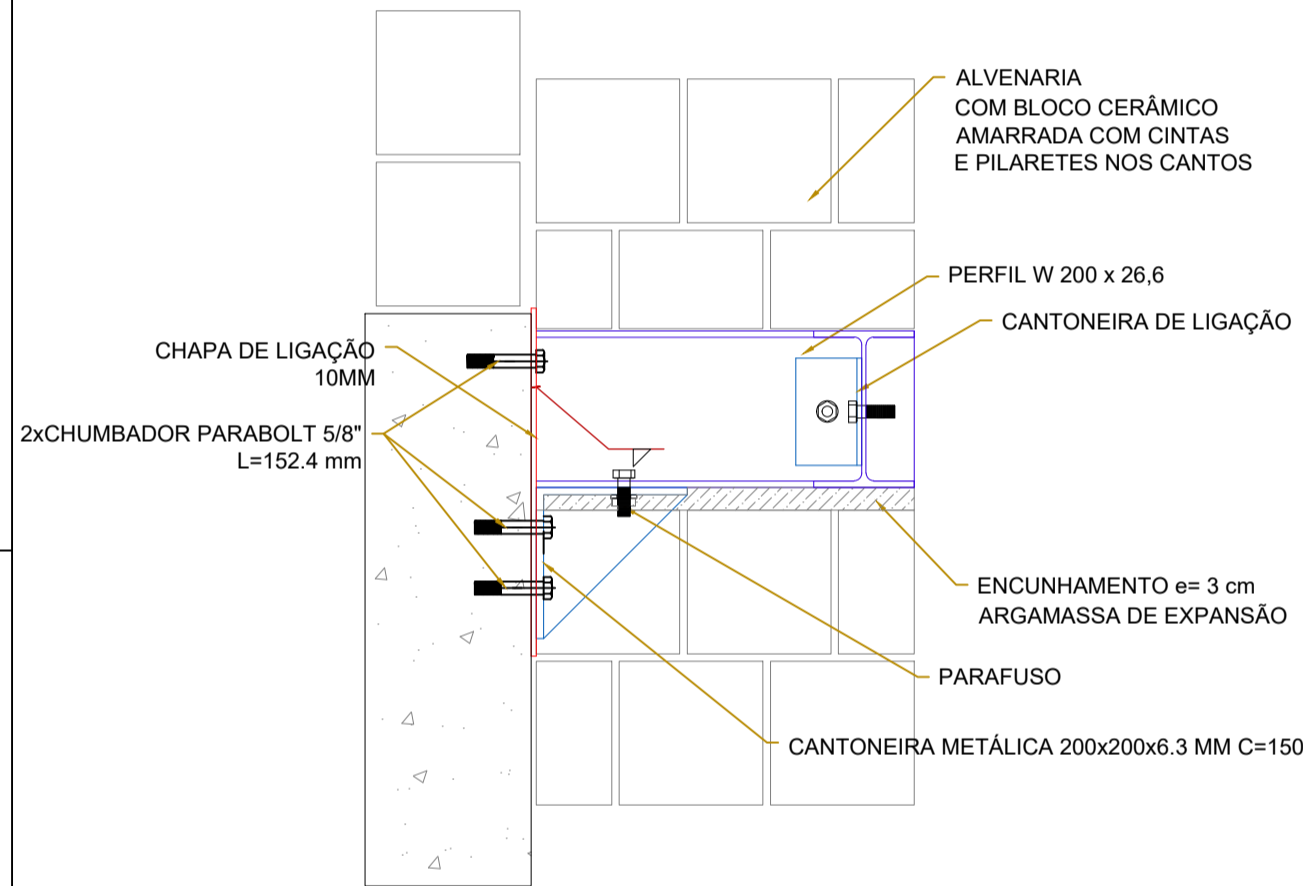 ALVENARIA
COM BLOCO CERÂMICO
AMARRADA COM CINTAS
E PILARETES NOS CANTOS
PERFIL W 200 x 26,6
CANTONEIRA DE LIGAÇÃO
CHAPA DE LIGAÇÃO
10MM
2xCHUMBADOR PARABOLT 5/8"
L=152.4 mm
ENCUNHAMENTO e= 3 cm
ARGAMASSA DE EXPANSÃO
PARAFUSO
CANTONEIRA METÁLICA 200x200x6.3 MM C=150